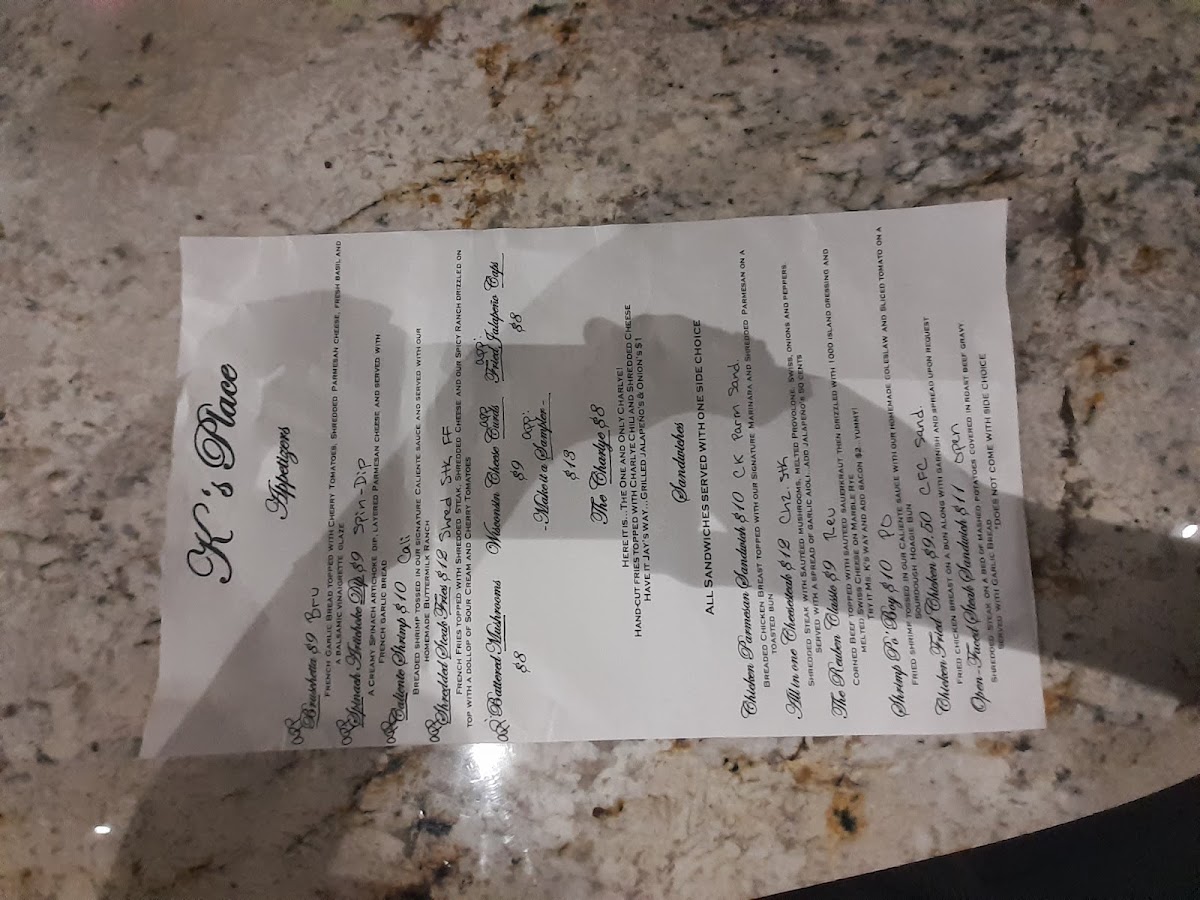 K's Place
Appetizers
Bruschetta $9 Bru
French Garlic Bread topped with Cherry Tomatoes, Shredded Parmesan cheese, fresh basil and
a balsamic vinaigrette glaze
Spinach Artichoke Dip $9 Spin-Dip
A creamy Spinach Artichoke dip, layered Parmesan cheese and served with
French garlic bread
Caliente Shrimp $10 Cali
Breaded shrimp tossed in our signature Caliente sauce and served with our
homemade Buttermilk Ranch
Shredded Steak Fries $12 Shred Stk FF
French Fries topped with Shredded Steak, Shredded Cheese and our Spicy Ranch drizzled on
top with a dollop of Sour Cream and Cherry Tomatoes
Battered Mushrooms Wisconsin Cheese Curds Fried Jalapeño Caps
$8 $9 $8
-Make it a Sampler-
$13
The Charlye $8
Here it is...The One and Only Charlye!
Hand-cut fries topped with Charlye Chili and Shredded Cheese
Have it Jay's way...Grilled Jalapeno's & Onion's $1
Sandwiches
All Sandwiches served with one side choice
Chicken Parmesan Sandwich $10 CK Parm Sand.
Breaded Chicken Breast topped with our Signature Marinara and Shredded Parmesan on a
toasted bun
All in one Cheesesteak $12 Chz. Stk
Shredded Steak with Sauteed mushrooms, melted Provolone, Swiss, onions and peppers.
Served with a spread of garlic aioli...add jalapeño's 50 cents
The Reuben Classic $9 Reu
Corned Beef topped with sauteed sauerkraut then drizzled with 1000 island dressing and
melted Swiss Cheese on Marble Rye
try it Ms. K's way and add bacon $2...yummy!
Shrimp Po' Boy $10 PO
Fried shrimp tossed in our Caliente sauce with our homemade coleslaw and sliced tomato on a
sourdough hoagie bun
Chicken Fried Chicken $9.50 CFC Sand.
Fried chicken breast on a bun along with garnish and spread upon request
Open-Faced Steak Sandwich $11 Open
Shredded steak on a bed of mashed potatoes covered in roast beef gravy
served with Garlic Bread *does not come with side choice